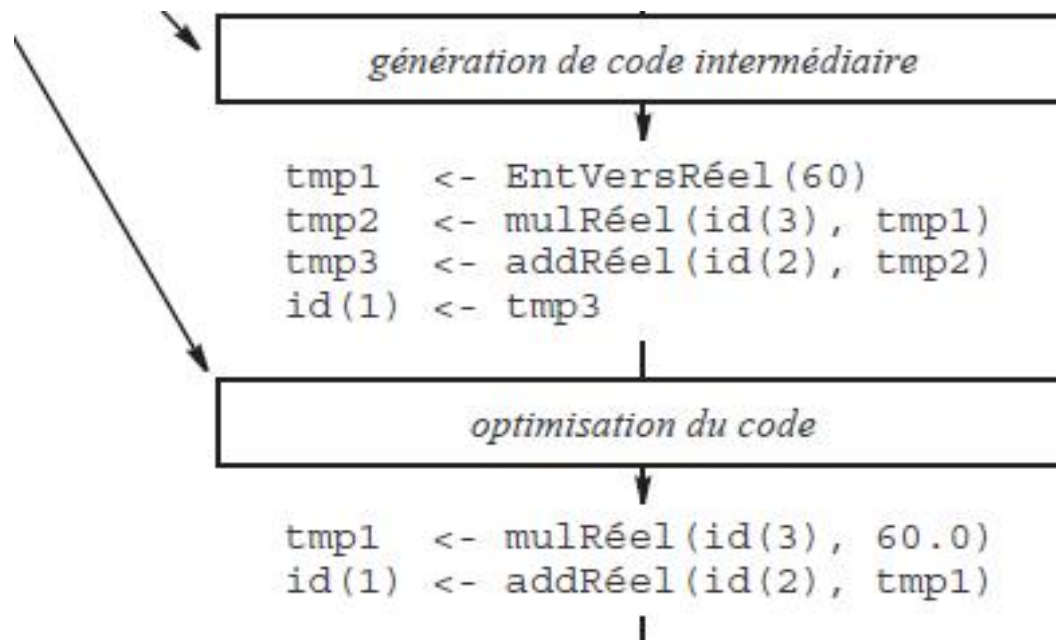 génération de code intermédiaire
tmp1 <- EntVersRéel(60)
tmp2 <- mulRéel(id(3), tmp1)
tmp3 <- addRéel(id(2), tmp2)
id(1) <- tmp3
optimisation du code
tmp1 <- mulRéel(id(3), 60.0)
id(1) <- addRéel(id(2), tmp1)